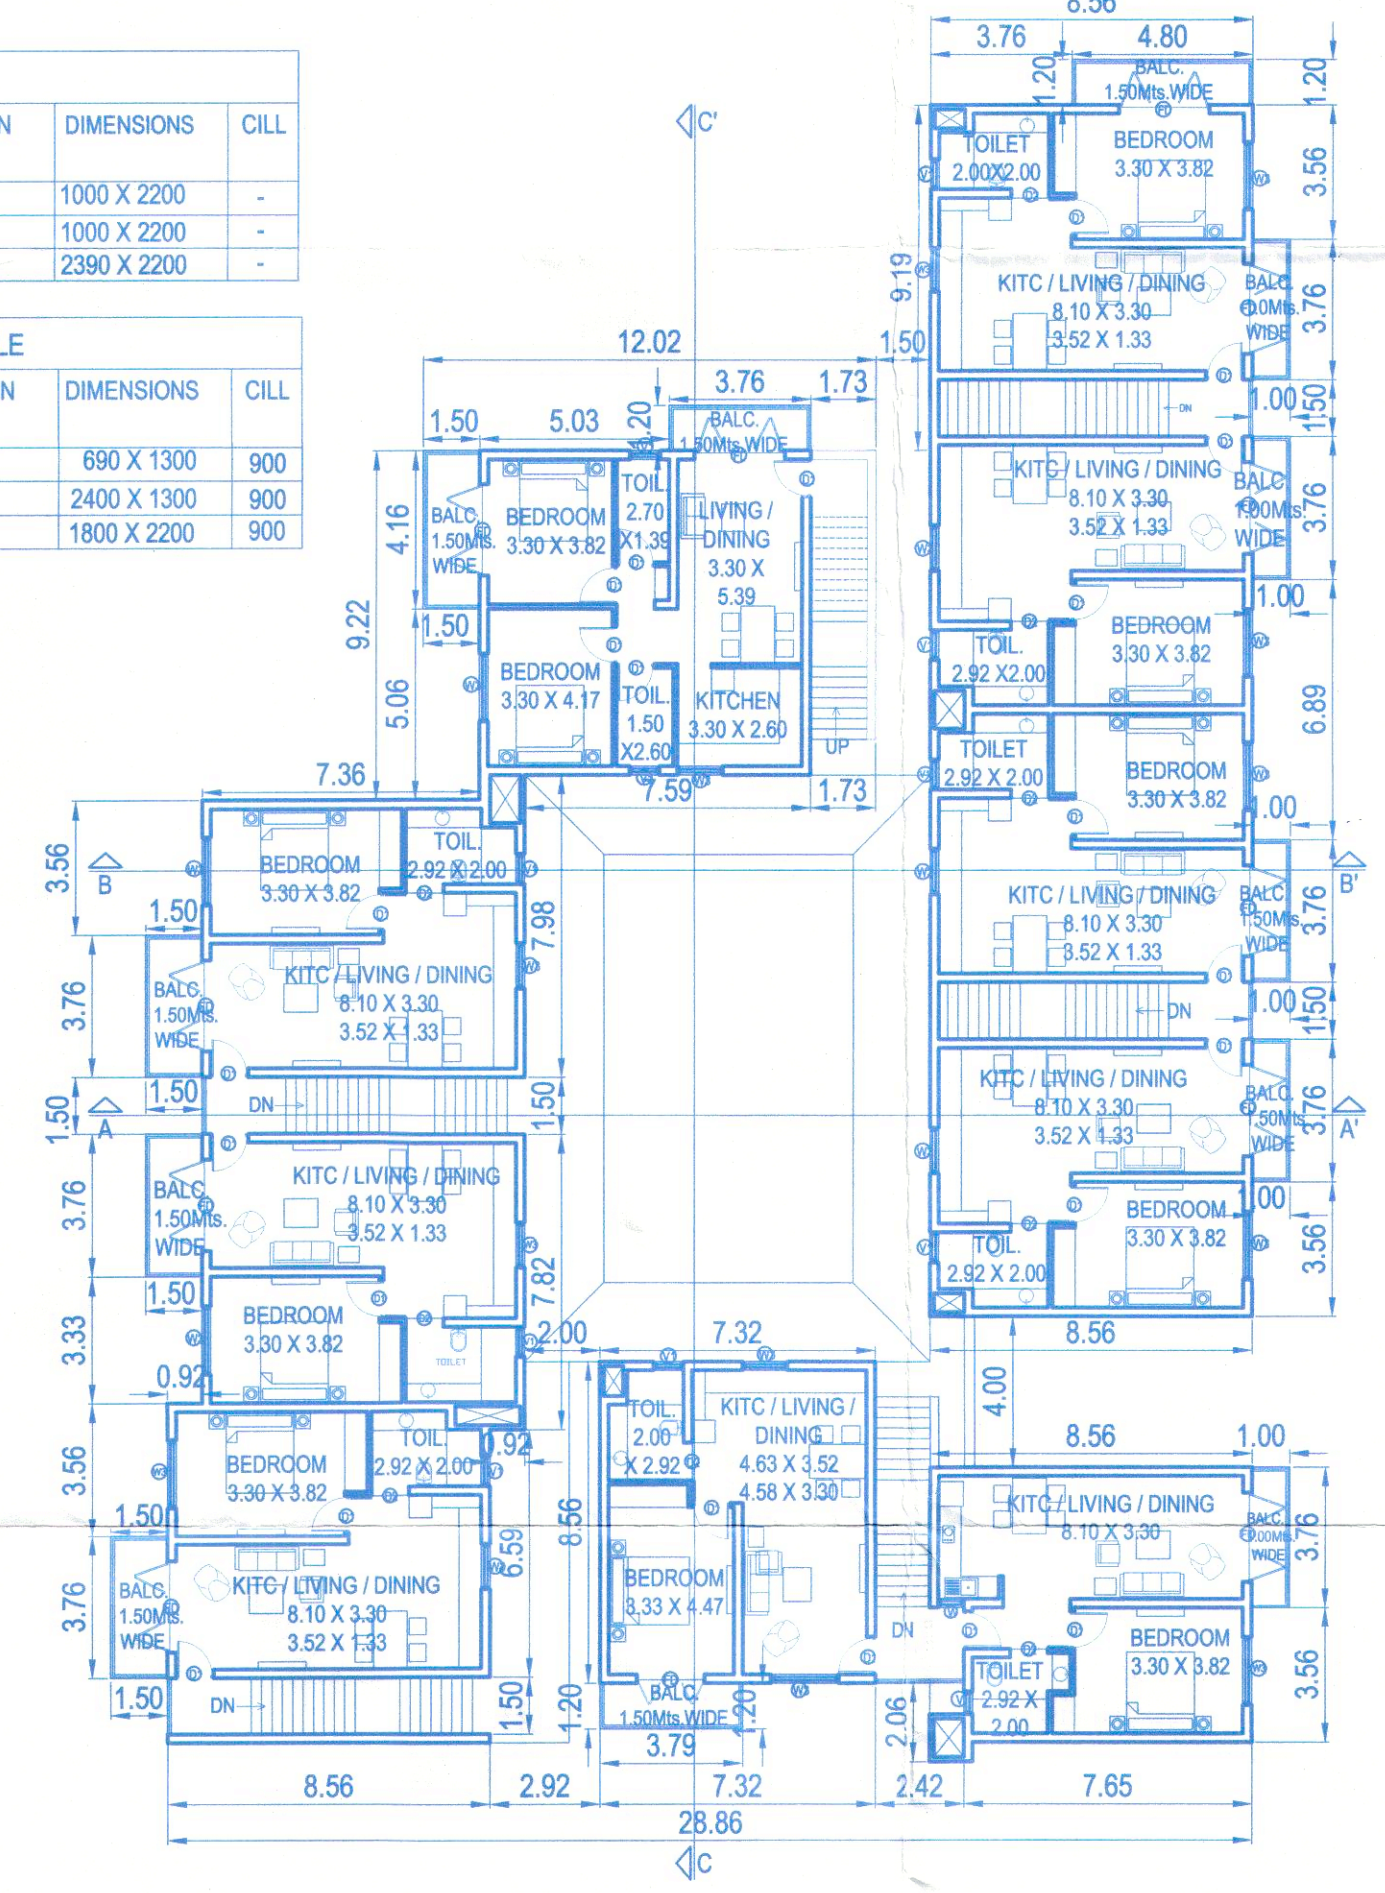 N
DIMENSIONS
CILL
1000 X 2200
-
1000 X 2200
-
2390 X 2200
-
LE
N
DIMENSIONS
CILL
690 X 1300
900
2400 X 1300
900
1800 X 2200
900
C'
8.56
3.76
4.80
1.20
1.20
BALC.
1.50Mts.WIDE
TOILET
2.00X2.00
BEDROOM
3.30 X 3.82
3.56
9.19
KITC / LIVING / DINING
8.10 X 3.30
3.52 X 1.33
BALC.
WIDE
3.76
DN
1.00
1.50
KITC / LIVING / DINING
8.10 X 3.30
3.52 X 1.33
BALC.
1.00Mts.
WIDE
3.76
1.00
TOIL.
2.92 X2.00
BEDROOM
3.30 X 3.82
6.89
TOILET
2.92 X 2.00
BEDROOM
3.30 X 3.82
1.00
KITC / LIVING / DINING
8.10 X 3.30
3.52 X 1.33
BALC.
1.50Mts.
WIDE
3.76
B'
DN
1.00
1.50
KITC / LIVING / DINING
8.10 X 3.30
3.52 X 1.33
BALC.
1.50Mts.
WIDE
3.76
A'
1.00
BEDROOM
3.30 X 3.82
TOIL.
2.92 X 2.00
3.56
8.56
4.00
12.02
1.50
3.76
1.73
1.50
5.03
1.20
BALC.
1.50Mts.WIDE
4.16
BALC.
1.50Mts.
WIDE
BEDROOM
3.30 X 3.82
TOIL.
2.70
X1.39
LIVING /
DINING
3.30 X
5.39
9.22
1.50
5.06
BEDROOM
3.30 X 4.17
TOIL.
1.50
X2.60
KITCHEN
3.30 X 2.60
UP
7.36
7.59
1.73
3.56
B
BEDROOM
3.30 X 3.82
TOIL.
2.92 X 2.00
1.50
7.98
3.76
BALC.
1.50Mts.
WIDE
KITC / LIVING / DINING
8.10 X 3.30
3.52 X 1.33
1.50
1.50
A
DN
1.50
3.76
BALC.
1.50Mts.
WIDE
KITC / LIVING / DINING
8.10 X 3.30
3.52 X 1.33
7.82
1.50
3.33
BEDROOM
3.30 X 3.82
TOILET
0.92
2.00
7.32
3.56
BEDROOM
3.30 X 3.82
TOIL.
2.92 X 2.00
0.92
1.50
3.76
BALC.
1.50Mts.
WIDE
KITC / LIVING / DINING
8.10 X 3.30
3.52 X 1.33
6.59
1.50
DN
1.50
8.56
TOIL.
2.00
X 2.92
KITC / LIVING /
DINING
4.63 X 3.52
4.58 X 3.30
BEDROOM
3.33 X 4.47
DN
1.20
BALC.
1.50Mts.WIDE
1.20
3.79
2.06
8.56
1.00
KITC / LIVING / DINING
8.10 X 3.30
BALC.
WIDE
3.76
BEDROOM
3.30 X 3.82
TOILET
2.92 X
2.00
3.56
8.56
2.92
7.32
2.42
7.65
28.86
C